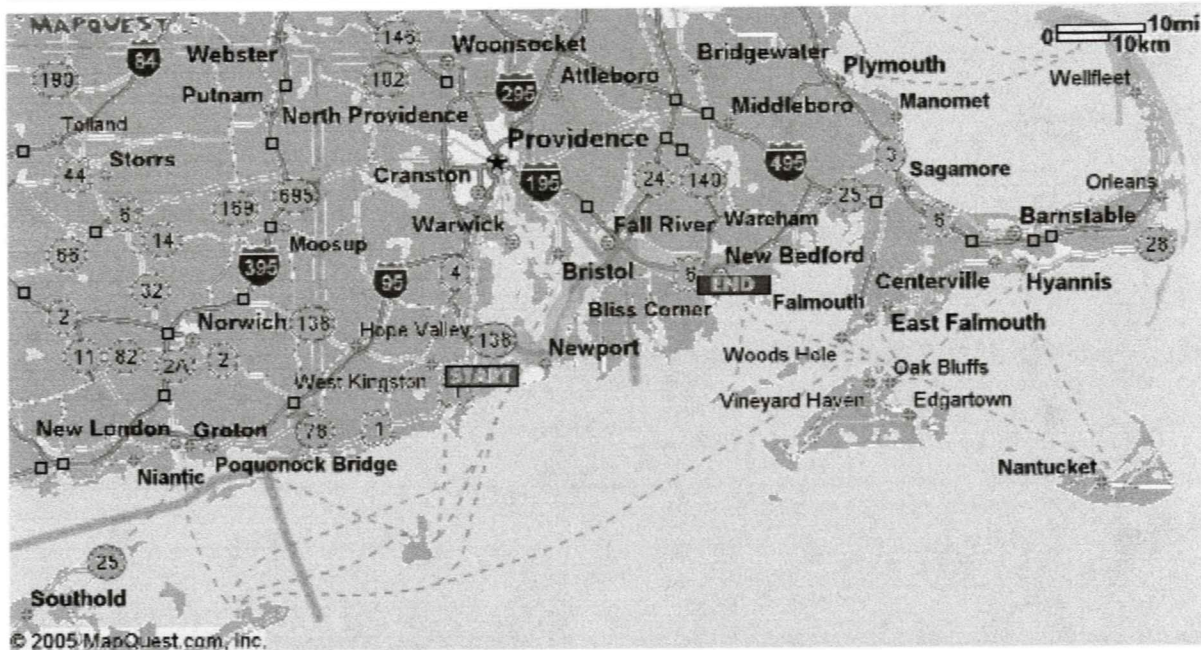 MAPQUEST
10mi
0 10km
84
Webster
146
Woonsocket
Bridgewater
Plymouth
190
102
295
Attleboro
Wellfleet
Putnam
Middleboro
Manomet
North Providence
Tolland
Providence
Storrs
495
3
Sagamore
44
Cranston
195
24
140
25
Orleans
169
695
6
Warwick
Fall River
Wareham
6
Barnstable
14
Moosup
28
395
Bristol
6
New Bedford
32
95
4
END
Centerville
Hyannis
2
Norwich
138
Hope Valley
138
Bliss Corner
Falmouth
East Falmouth
11
82
2A
2
Newport
Woods Hole
West Kingston
START
Oak Bluffs
Vineyard Haven
Edgartown
New London
Groton
78
1
Niantic
Poquonock Bridge
Nantucket
25
Southold
© 2005 MapQuest.com, Inc.